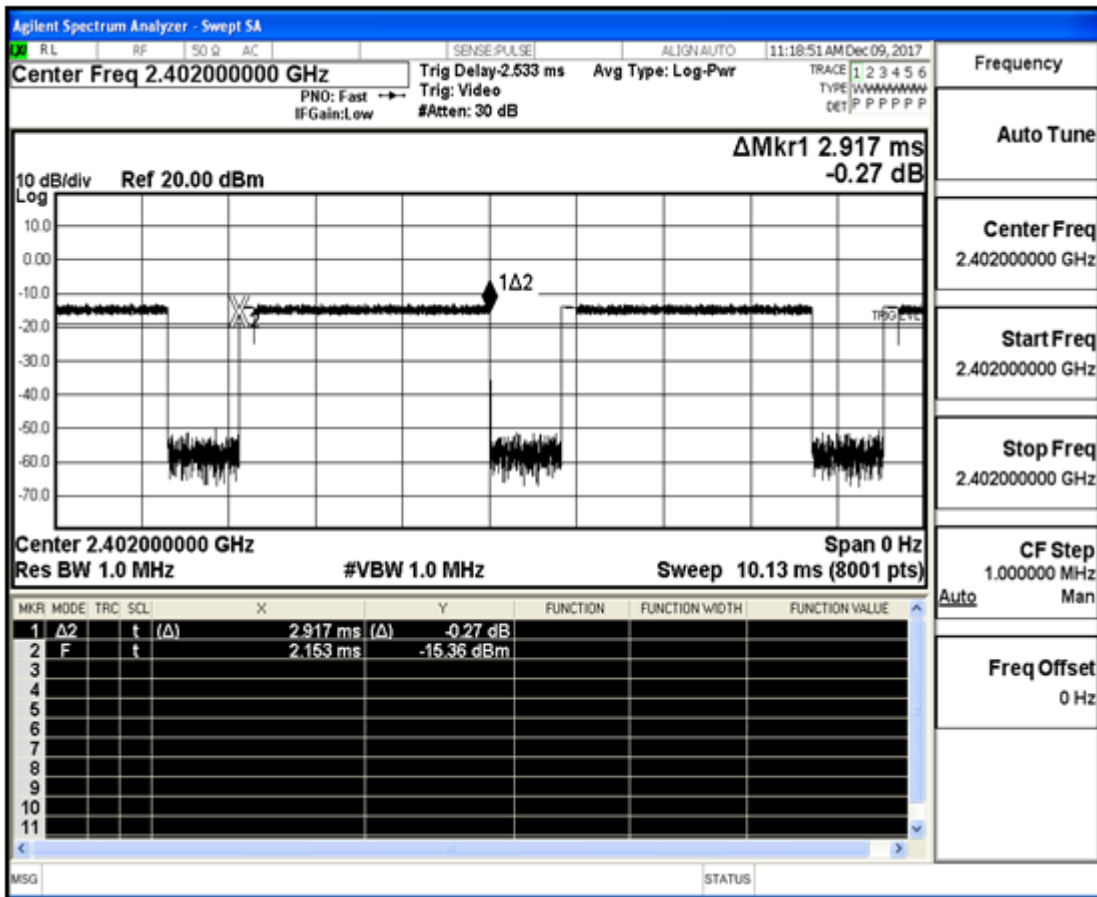 Agilent Spectrum Analyzer - Swept SA
RL RF 50 Ω AC SENSE:PULSE ALIGN AUTO 11:18:51 AM Dec 09, 2017
Center Freq 2.402000000 GHz
PNO: Fast
IFGain:Low
Trig Delay-2.533 ms
Trig: Video
#Atten: 30 dB
Avg Type: Log-Pwr
TRACE 1 2 3 4 5 6
TYPE WWWWWW
DET P P P P P P
ΔMkr1 2.917 ms
-0.27 dB
10 dB/div Ref 20.00 dBm
Log
10.0
0.00
-10.0
-20.0
-30.0
-40.0
-50.0
-60.0
-70.0
1Δ2
2
TRIG LVL
Center 2.402000000 GHz Span 0 Hz
Res BW 1.0 MHz #VBW 1.0 MHz Sweep 10.13 ms (8001 pts)
MKR MODE TRC SCL X Y FUNCTION FUNCTION WIDTH FUNCTION VALUE
1 Δ2 t (Δ) 2.917 ms (Δ) -0.27 dB
2 F t 2.153 ms -15.36 dBm
3
4
5
6
7
8
9
10
11
MSG STATUS
Frequency
Auto Tune
Center Freq
2.402000000 GHz
Start Freq
2.402000000 GHz
Stop Freq
2.402000000 GHz
CF Step
1.000000 MHz
Auto Man
Freq Offset
0 Hz